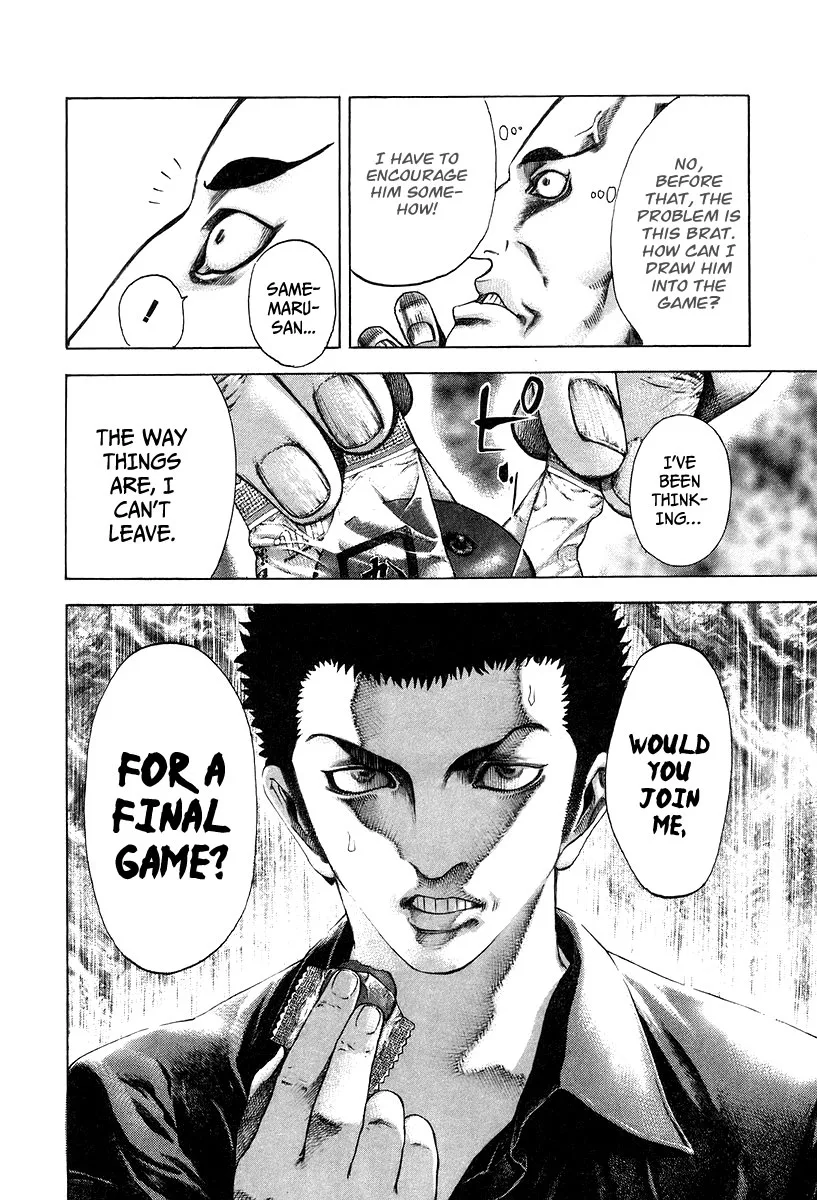 NO,
BEFORE
THAT, THE
PROBLEM IS
THIS BRAT.
HOW CAN I
DRAW HIM
INTO THE
GAME?
I HAVE TO
ENCOURAGE
HIM SOME-
HOW!
SAME-
MARU-
SAN...
!
I'VE
BEEN
THINK-
ING...
ピッ
THE WAY
THINGS
ARE, I
CAN'T
LEAVE.
WOULD
YOU
JOIN
ME,
FOR A
FINAL
GAME?